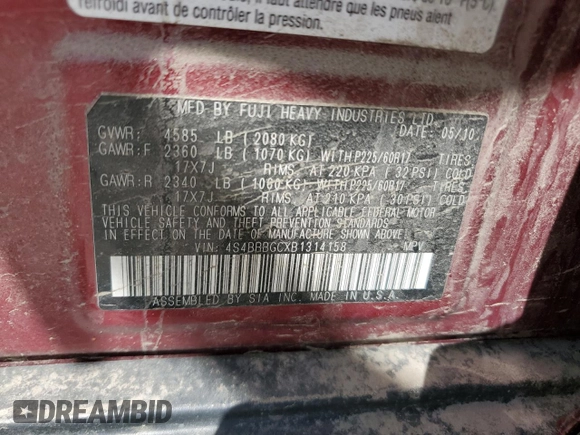 il faut attendre que les pneus aient
refroidi avant de contrôler la pression.
MFD BY FUJI HEAVY INDUSTRIES LTD.
GVWR: 4585 LB ( 2080 KG) DATE: 05/10
GAWR: F 2360 LB ( 1070 KG) WITH P225/60R17 TIRES
17X7J RIMS, AT 220 KPA ( 32 PSI) COLD
GAWR: R 2340 LB ( 1060 KG) WITH P225/60R17 TIRES
17X7J RIMS, AT 210 KPA ( 30 PSI) COLD
THIS VEHICLE CONFORMS TO ALL APPLICABLE FEDERAL MOTOR
VEHICLE SAFETY AND THEFT PREVENTION STANDARDS
IN EFFECT ON THE DATE OF MANUFACTURE SHOWN ABOVE.
VIN: 4S4BRBGCXB1314158 MPV
ASSEMBLED BY SIA INC. MADE IN U.S.A.
DREAMBID